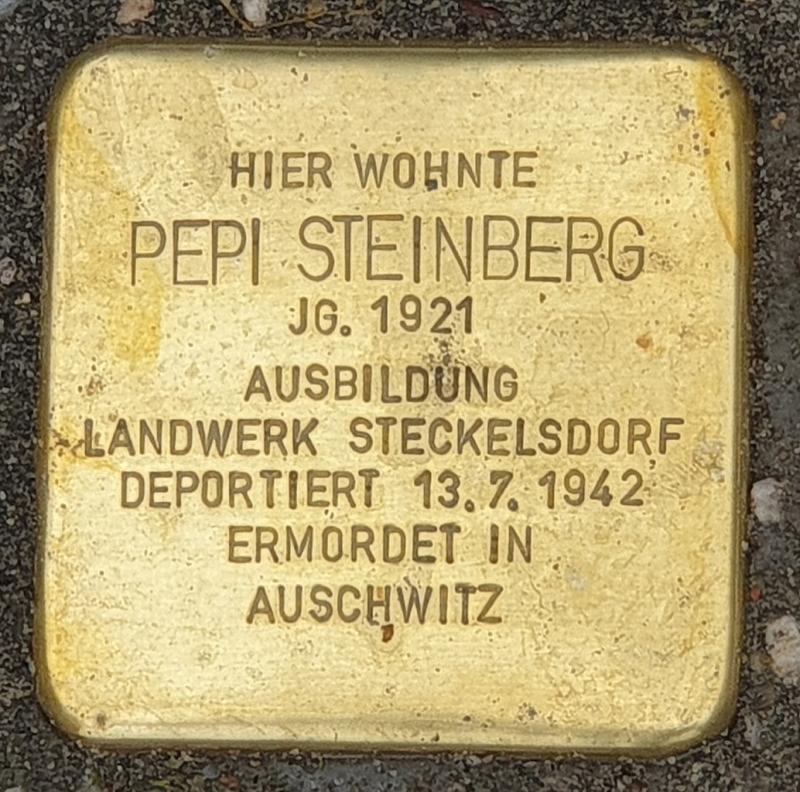 HIER WOHNTE
PEPI STEINBERG
JG. 1921
AUSBILDUNG
LANDWERK STECKELSDORF
DEPORTIERT 13.7.1942
ERMORDET IN
AUSCHWITZ